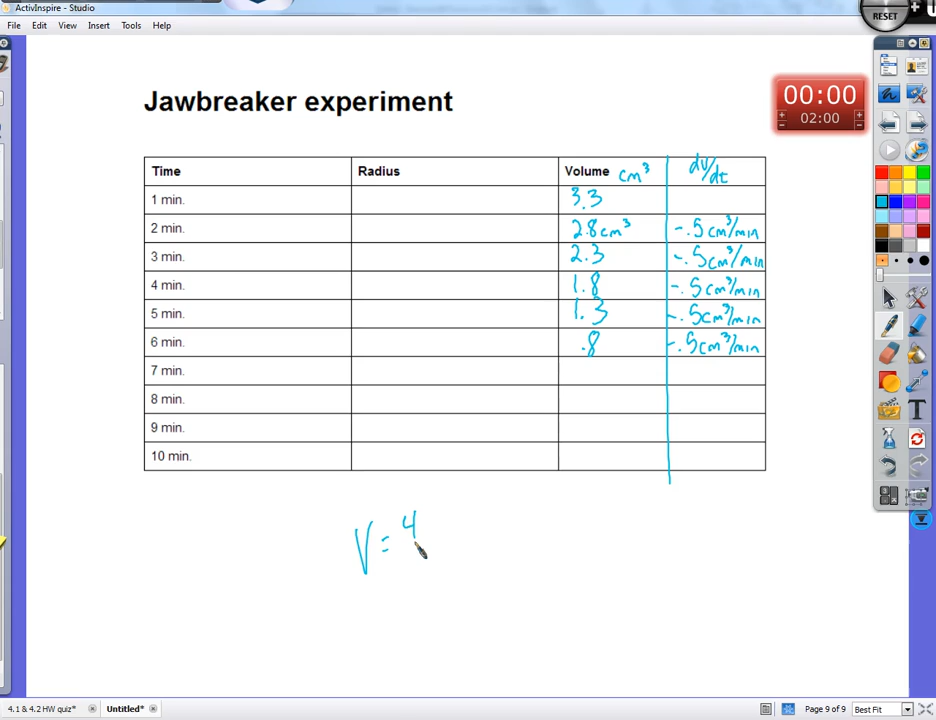 ActivInspire - Studio
RESET
File Edit View Insert Tools Help
Jawbreaker experiment
00:00
02:00
Time Radius Volume cm³ dv/dt
1 min. 3.3
2 min. 2.8cm³ -.5cm³/min
3 min. 2.3 -.5cm³/min
4 min. 1.8 -.5cm³/min
5 min. 1.3 -.5cm³/min
6 min. .8 -.5cm³/min
7 min.
8 min.
9 min.
10 min.
V = 4
4.1 & 4.2 HW quiz* Untitled* Page 9 of 9 Best Fit